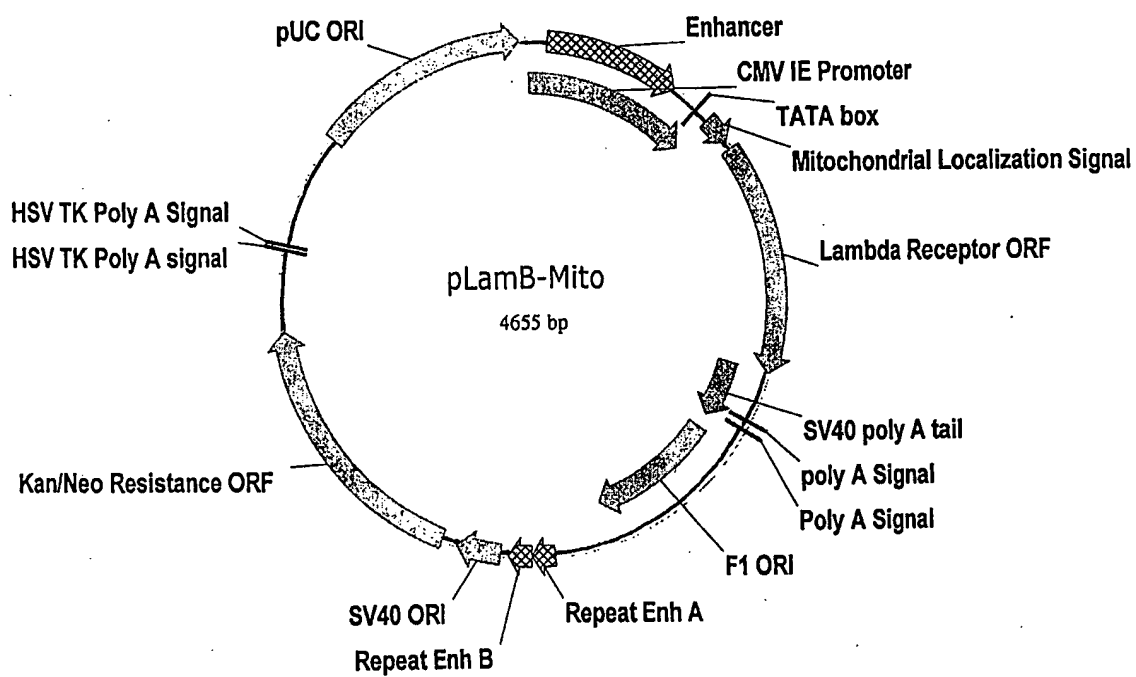 pUC ORI
Enhancer
CMV IE Promoter
TATA box
Mitochondrial Localization Signal
HSV TK Poly A Signal
HSV TK Poly A signal
Lambda Receptor ORF
pLamB-Mito
4655 bp
SV40 poly A tail
poly A Signal
Poly A Signal
Kan/Neo Resistance ORF
F1 ORI
SV40 ORI
Repeat Enh A
Repeat Enh B